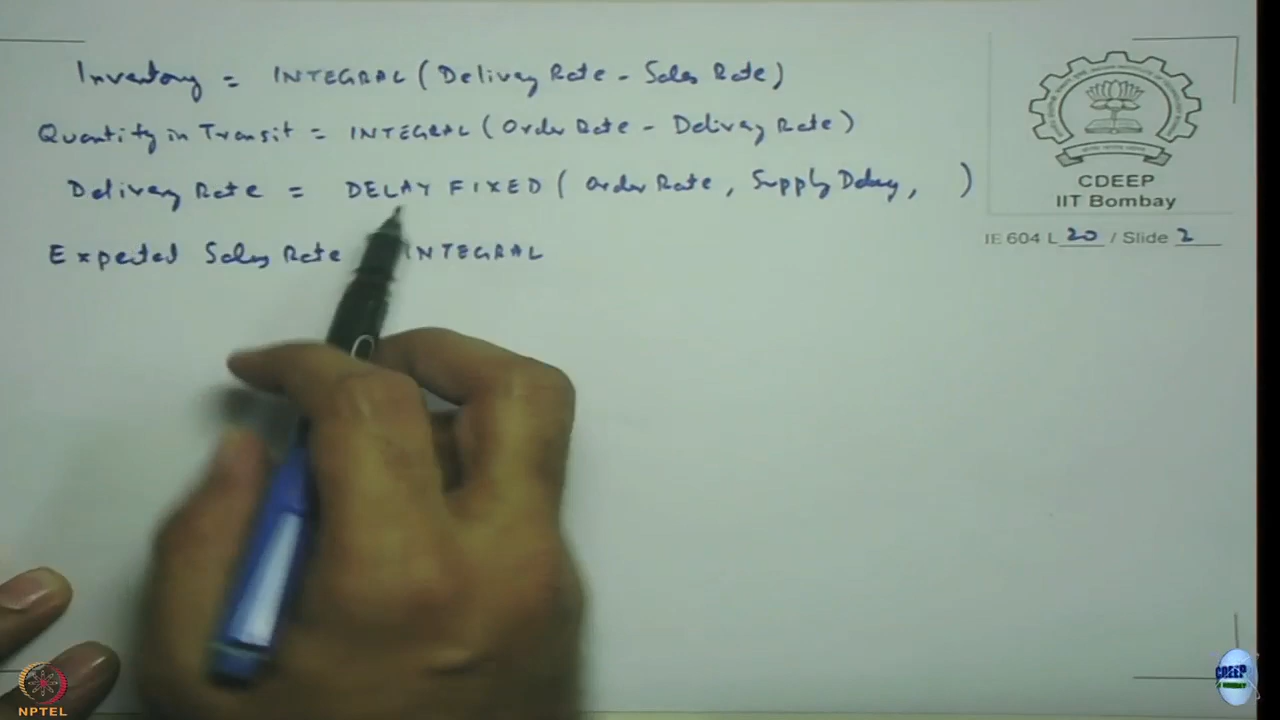 Inventory = INTEGRAL (Delivery Rate - Sales Rate)
Quantity in Transit = INTEGRAL (Order Rate - Delivery Rate)
Delivery Rate = DELAY FIXED ( Order Rate , Supply Delay, )
Expected Sales Rate INTEGRAL
CDEEP
IIT Bombay
IE 604 L 20 / Slide 2
NPTEL
CDEEP